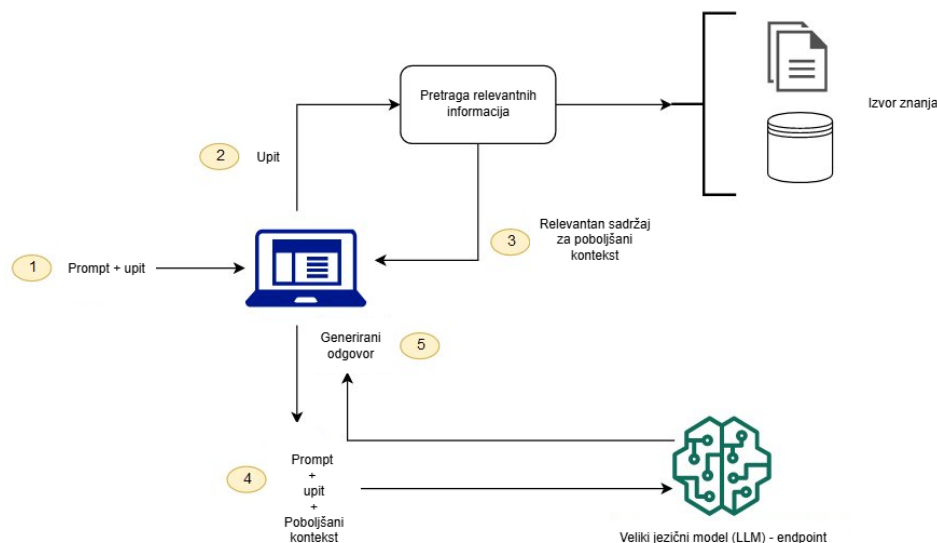 Pretraga relevantnih
informacija
Izvor znanja
2
Upit
3
Relevantan sadržaj
za poboljšani
kontekst
1
Prompt + upit
Generirani
odgovor
5
4
Prompt
+
upit
+
Poboljšani
kontekst
Veliki jezični model (LLM) - endpoint